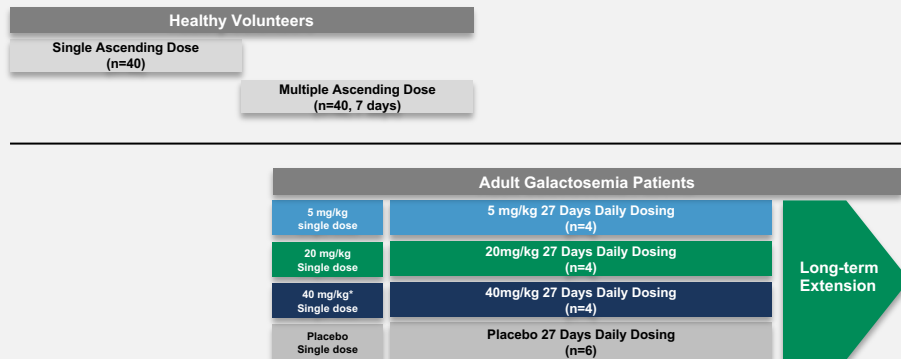 Healthy Volunteers
Single Ascending Dose
(n=40)
Multiple Ascending Dose
(n=40, 7 days)
Adult Galactosemia Patients
5 mg/kg
single dose
5 mg/kg 27 Days Daily Dosing
(n=4)
20 mg/kg
Single dose
20mg/kg 27 Days Daily Dosing
(n=4)
40 mg/kg*
Single dose
40mg/kg 27 Days Daily Dosing
(n=4)
Placebo
Single dose
Placebo 27 Days Daily Dosing
(n=6)
Long-term
Extension